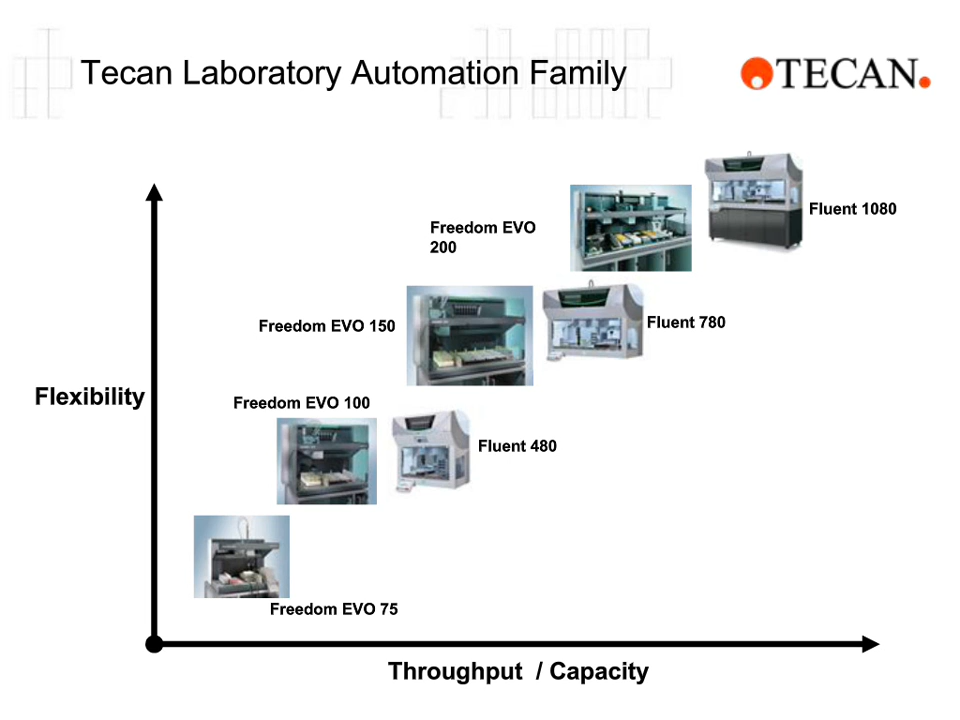 Tecan Laboratory Automation Family
TECAN.
Fluent 1080
Freedom EVO
200
Freedom EVO 150
Fluent 780
Flexibility
Freedom EVO 100
Fluent 480
Freedom EVO 75
Throughput / Capacity